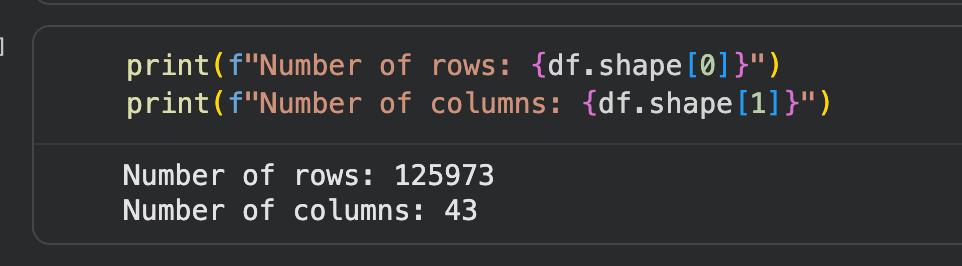 ]
print(f"Number of rows: {df.shape[0]}")
print(f"Number of columns: {df.shape[1]}")
Number of rows: 125973
Number of columns: 43